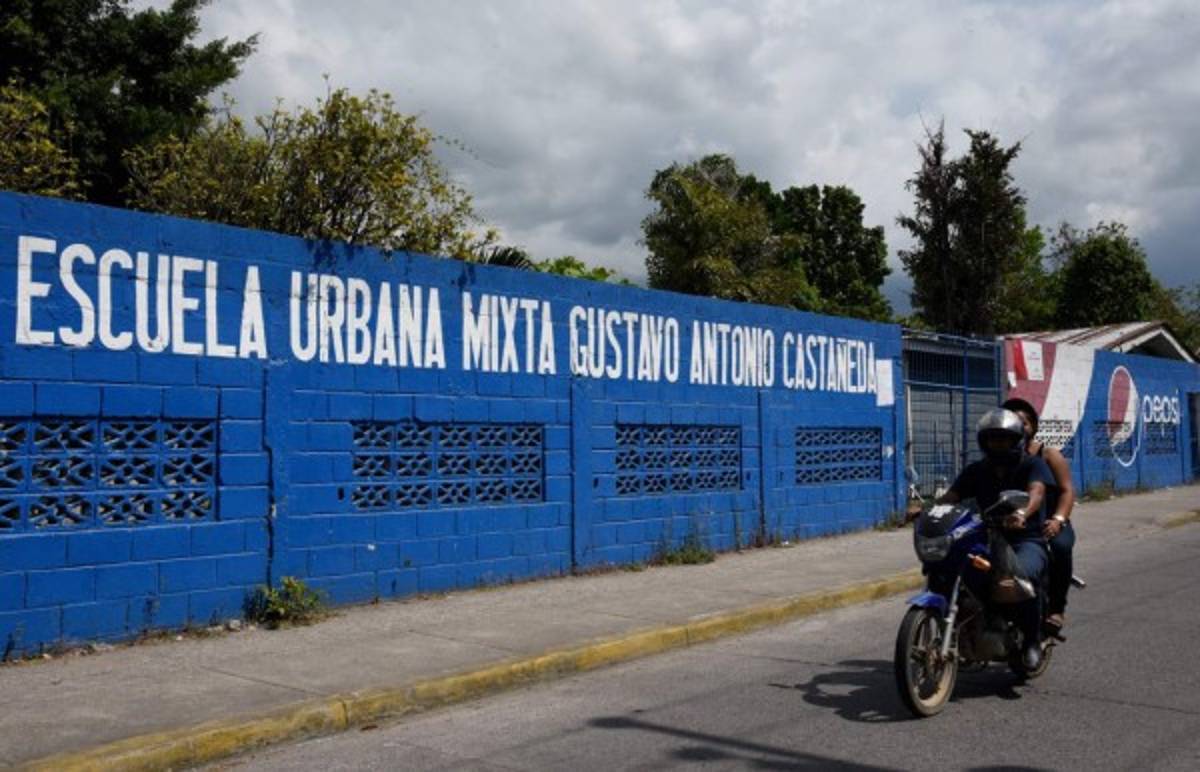 ESCUELA URBANA MIXTA GUSTAVO ANTONIO CASTAÑEDA
pepsi